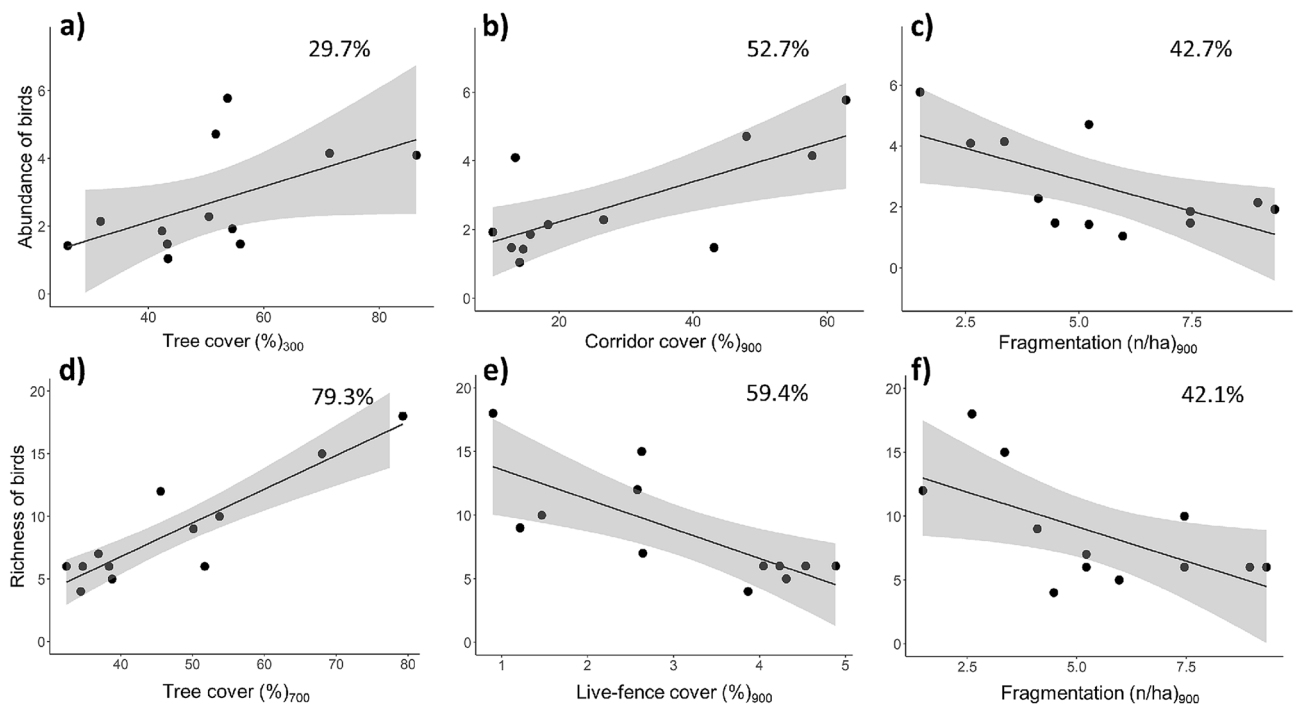 a)
29.7%
Abundance of birds
6
4
2
0
40 60 80
Tree cover (%)300
b)
52.7%
6
4
2
0
20 40 60
Corridor cover (%)900
c)
42.7%
6
4
2
0
2.5 5.0 7.5
Fragmentation (n/ha)900
d)
79.3%
Richness of birds
20
15
10
5
0
40 50 60 70 80
Tree cover (%)700
e)
59.4%
20
15
10
5
0
1 2 3 4 5
Live-fence cover (%)900
f)
42.1%
20
15
10
5
0
2.5 5.0 7.5
Fragmentation (n/ha)900